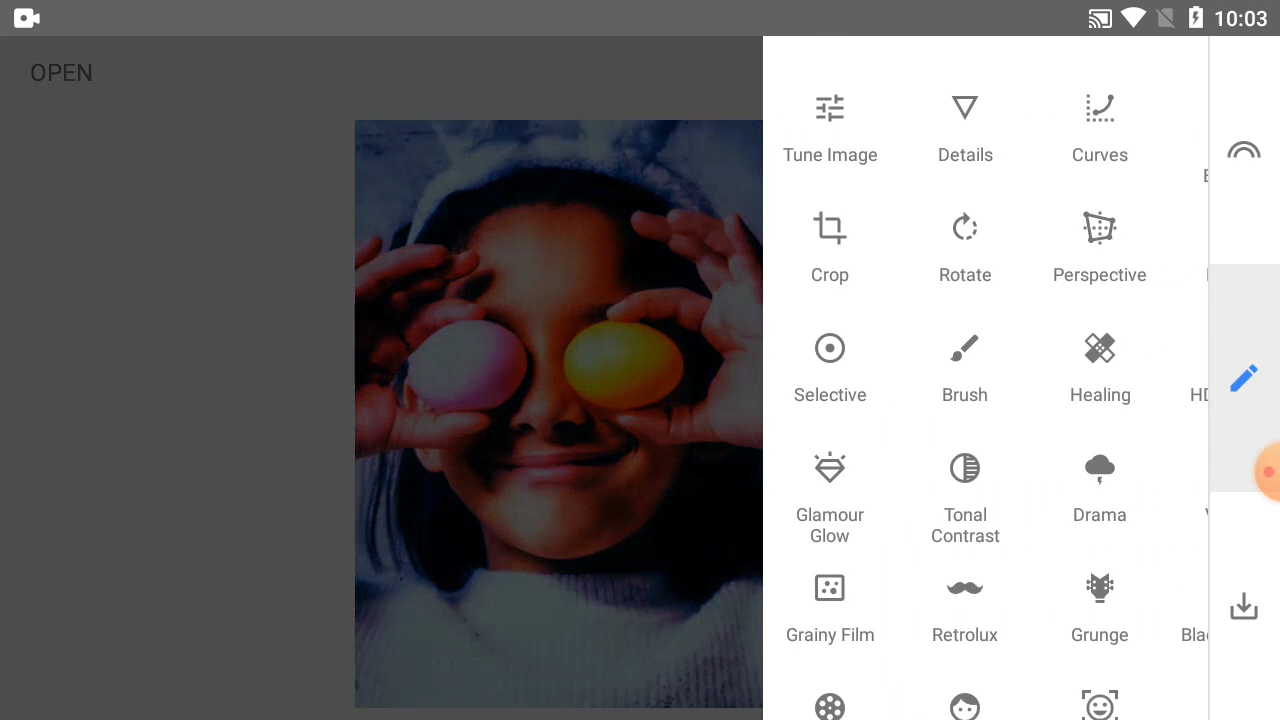 10:03
OPEN
Tune Image
Details
Curves
Crop
Rotate
Perspective
Selective
Brush
Healing
Glamour
Glow
Tonal
Contrast
Drama
Grainy Film
Retrolux
Grunge